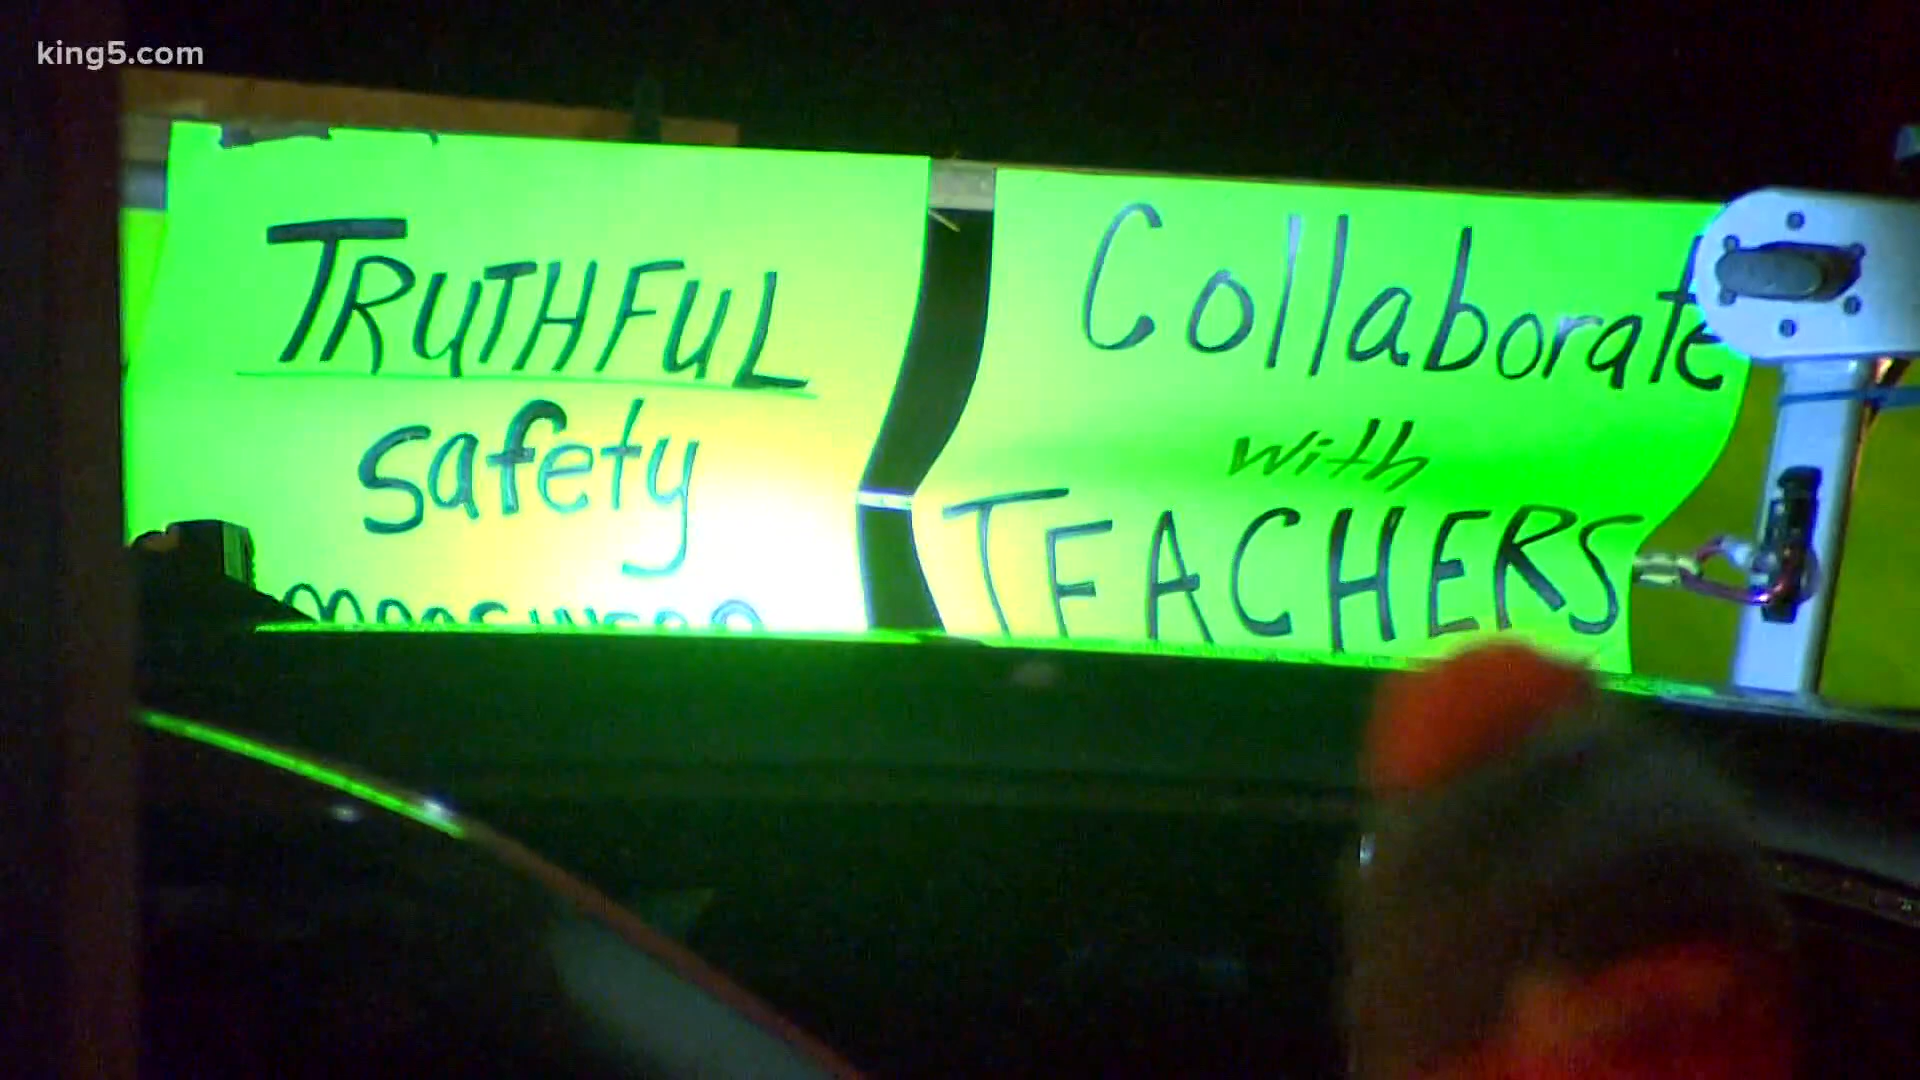 king5.com
TRUTHFUL
safety
Collaborate
with
TEACHERS